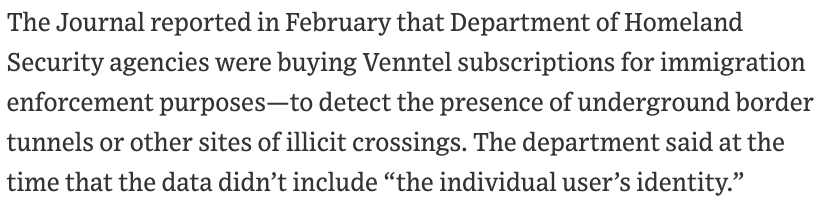 The Journal reported in February that Department of Homeland
Security agencies were buying Venntel subscriptions for immigration
enforcement purposes—to detect the presence of underground border
tunnels or other sites of illicit crossings. The department said at the
time that the data didn’t include “the individual user’s identity.”